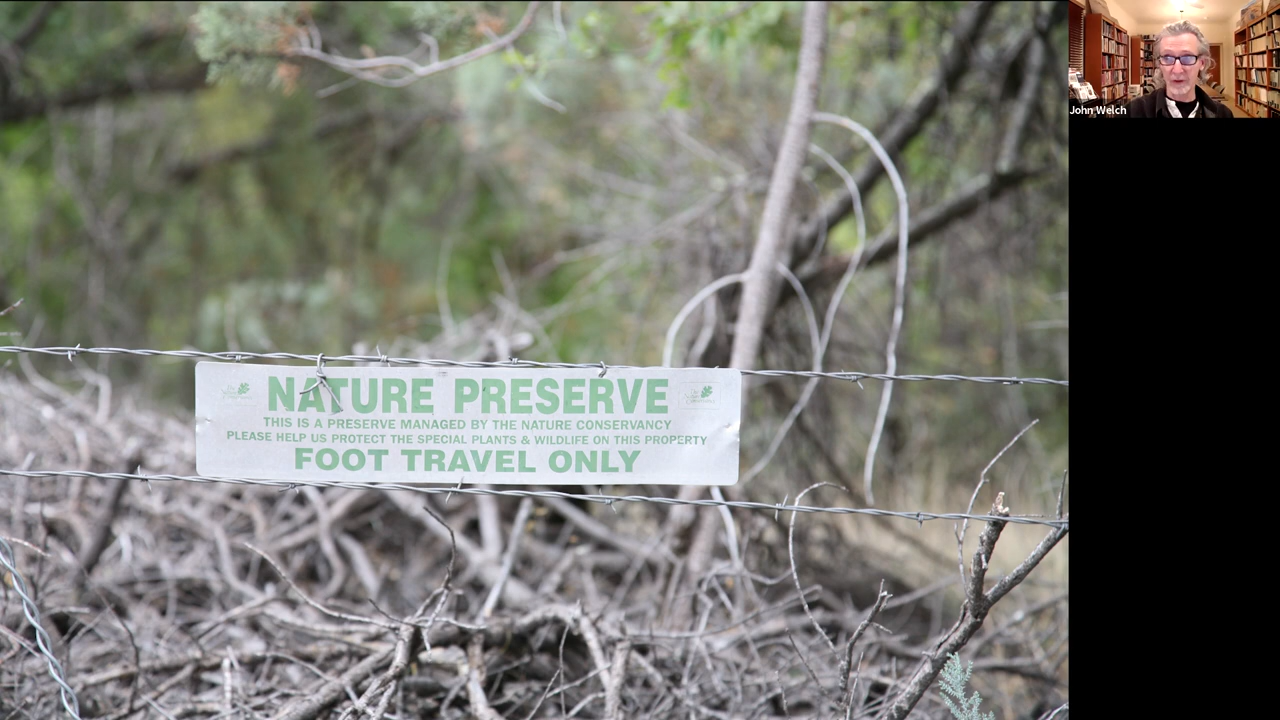 John Welch
NATURE PRESERVE
THIS IS A PRESERVE MANAGED BY THE NATURE CONSERVANCY
PLEASE HELP US PROTECT THE SPECIAL PLANTS & WILDLIFE ON THIS PROPERTY
FOOT TRAVEL ONLY